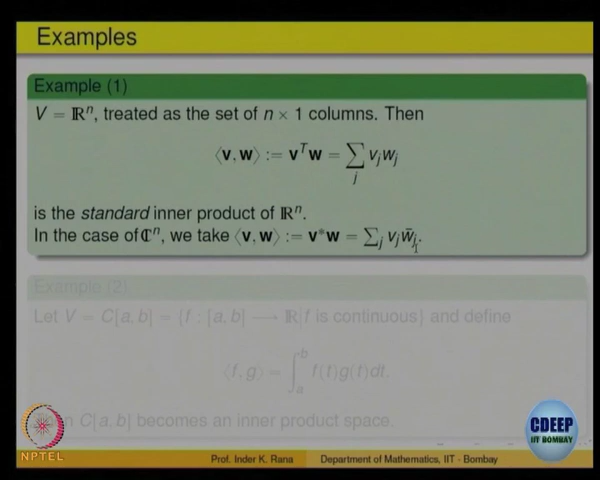 Examples
Example (1)
V = ℝⁿ, treated as the set of n × 1 columns. Then
⟨v, w⟩ := vᵀw = ∑ⱼ vⱼwⱼ
is the standard inner product of ℝⁿ.
In the case of ℂⁿ, we take ⟨v, w⟩ := v*w = ∑ⱼ vⱼw̄ⱼ.
Example (2)
Let V = C[a, b] = {f : [a, b] ⟶ ℝ|f is continuous} and define
⟨f, g⟩ = ∫ₐᵇ f(t)g(t)dt.
C[a, b] becomes an inner product space.
NPTEL
CDEEP
IIT BOMBAY
Prof. Inder K. Rana Department of Mathematics, IIT - Bombay